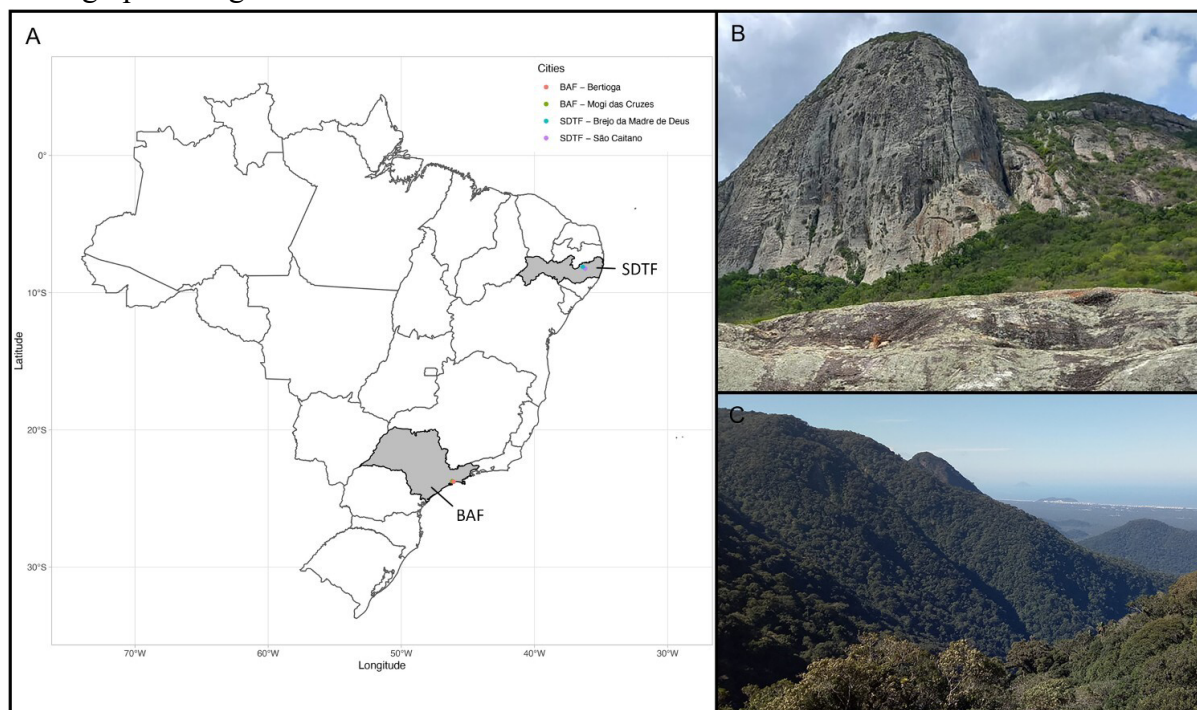 A
Cities
BAF – Bertioga
BAF – Mogi das Cruzes
SDTF – Brejo da Madre de Deus
SDTF – São Caitano
0°
10°S
20°S
30°S
Latitude
SDTF
BAF
70°W
60°W
50°W
40°W
30°W
Longitude
B
C